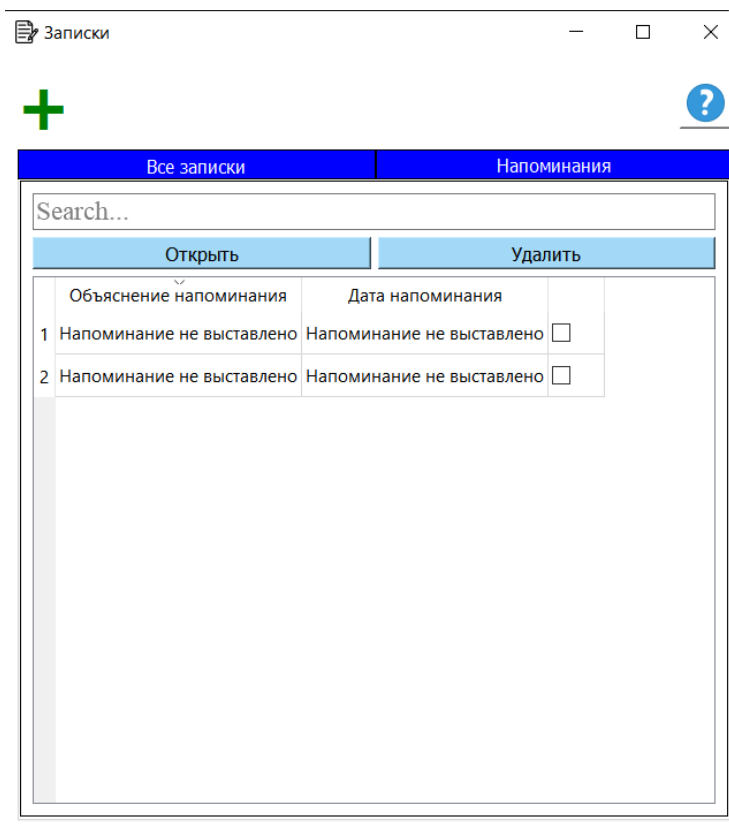 Записки
?
Все записки Напоминания
Search...
Открыть Удалить
Объяснение напоминания Дата напоминания
1 Напоминание не выставлено Напоминание не выставлено
2 Напоминание не выставлено Напоминание не выставлено